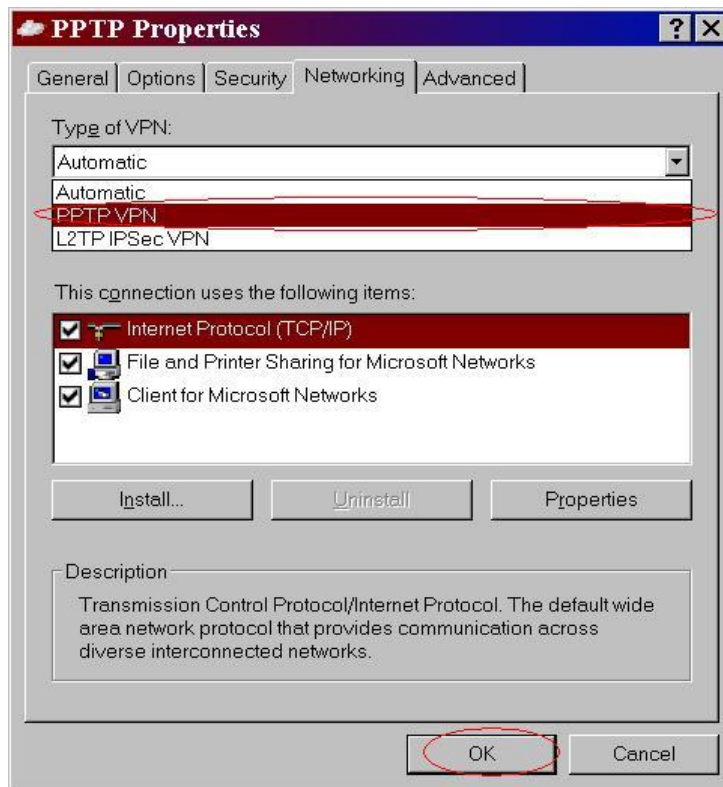 PPTP Properties
General Options Security Networking Advanced
Type of VPN:
Automatic
Automatic
PPTP VPN
L2TP IPSec VPN
This connection uses the following items:
Internet Protocol (TCP/IP)
File and Printer Sharing for Microsoft Networks
Client for Microsoft Networks
Install... Uninstall Properties
Description
Transmission Control Protocol/Internet Protocol. The default wide
area network protocol that provides communication across
diverse interconnected networks.
OK Cancel